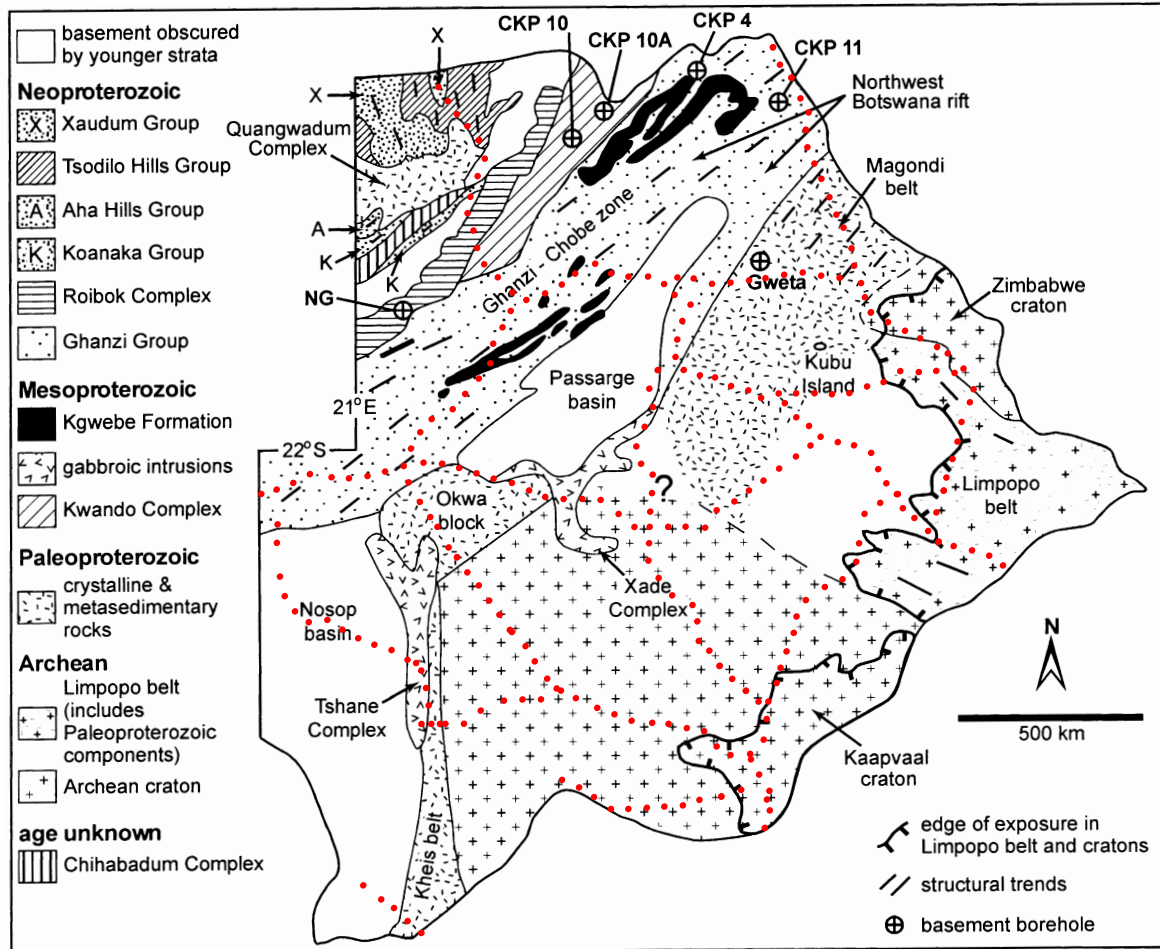 basement obscured
by younger strata
Neoproterozoic
X
Xaudum Group
Tsodilo Hills Group
A
Aha Hills Group
K
Koanaka Group
Roibok Complex
Ghanzi Group
Mesoproterozoic
Kgwebe Formation
gabbroic intrusions
Kwando Complex
Paleoproterozoic
crystalline &
metasedimentary
rocks
Archean
Limpopo belt
(includes
Paleoproterozoic
components)
Archean craton
age unknown
Chihabadum Complex
X
CKP 10
CKP 10A
CKP 4
CKP 11
X
Northwest
Botswana rift
Quangwadum
Complex
Magondi
belt
A
K
K
NG
Ghanzi Chobe zone
Gweta
Zimbabwe
craton
Kubu
Island
Passarge
basin
21°E
22°S
Limpopo
belt
?
Okwa
block
Xade
Complex
Nosop
basin
Tshane
Complex
Kheis belt
Kaapvaal
craton
N
500 km
edge of exposure in
Limpopo belt and cratons
structural trends
basement borehole